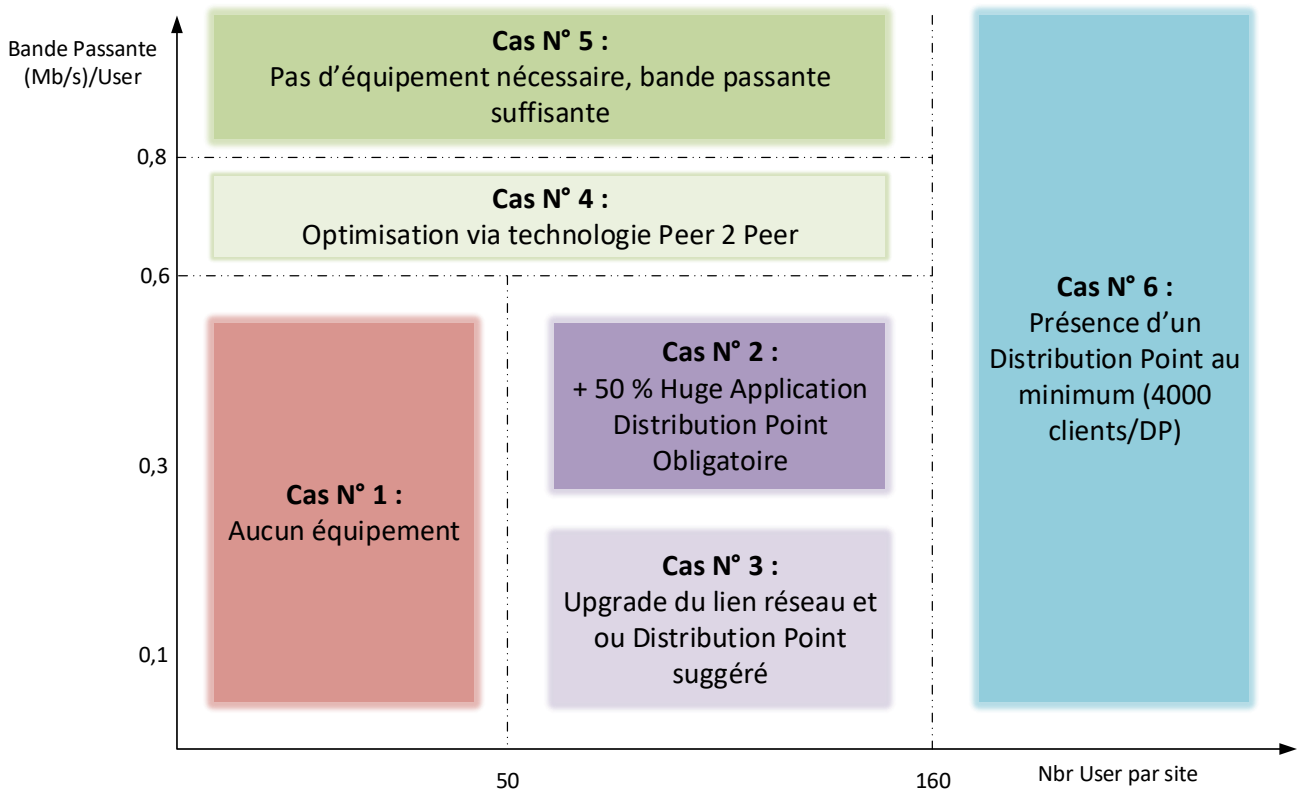 Bande Passante
(Mb/s)/User
Cas N° 5 :
Pas d’équipement nécessaire, bande passante
suffisante
0,8
Cas N° 4 :
Optimisation via technologie Peer 2 Peer
0,6
Cas N° 6 :
Présence d’un
Distribution Point au
minimum (4000
clients/DP)
Cas N° 2 :
+ 50 % Huge Application
Distribution Point
Obligatoire
0,3
Cas N° 1 :
Aucun équipement
Cas N° 3 :
Upgrade du lien réseau et
ou Distribution Point
suggéré
0,1
50
160
Nbr User par site